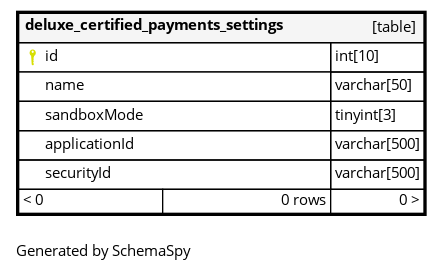 deluxe_certified_payments_settings [table]
id int[10]
name varchar[50]
sandboxMode tinyint[3]
applicationId varchar[500]
securityId varchar[500]
< 0 0 rows 0 >
Generated by SchemaSpy